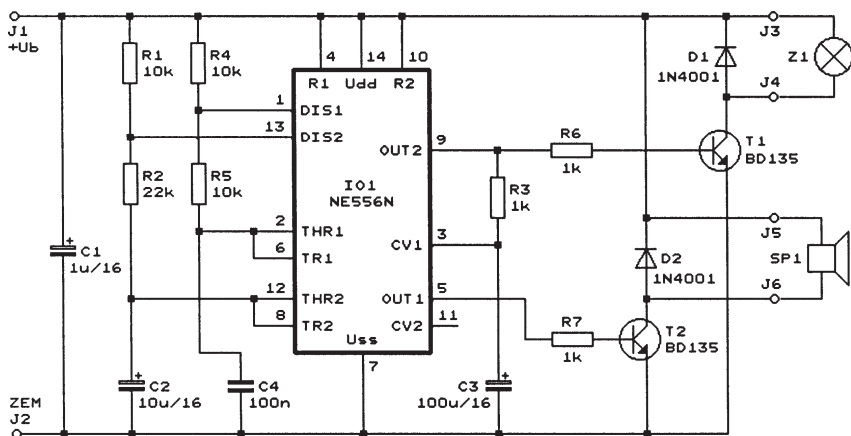 J1
+Ub
R1
10k
R4
10k
4
14
10
R1
Udd
R2
1
DIS1
13
DIS2
R2
22k
R5
10k
IO1
NE556N
OUT2
9
R6
1k
R3
1k
D1
1N4001
J3
J4
Z1
T1
BD135
2
THR1
6
TR1
CV1
3
C1
1u/16
12
THR2
8
TR2
OUT1
5
CV2
11
Uss
7
D2
1N4001
J5
J6
SP1
R7
1k
T2
BD135
ZEM
J2
C2
10u/16
C4
100n
C3
100u/16